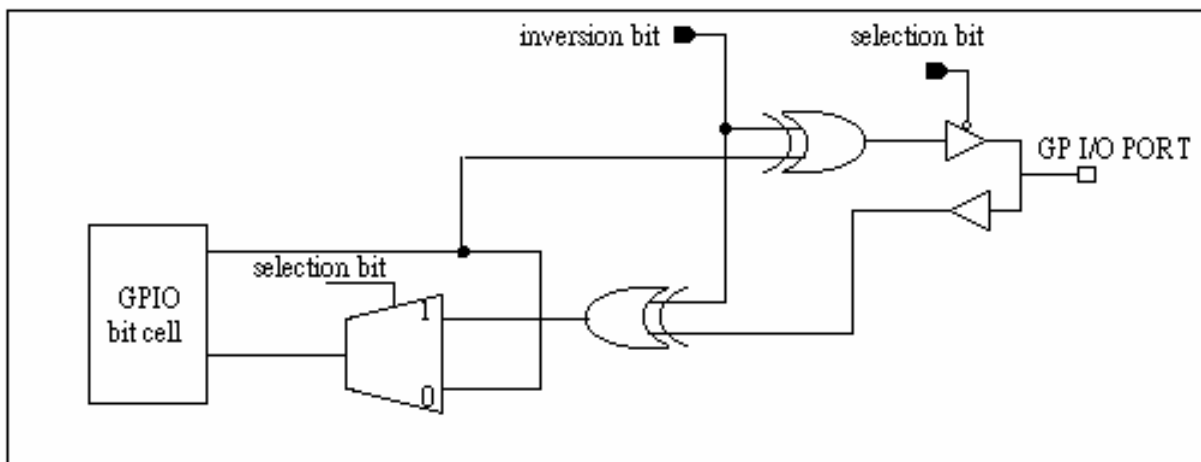 inversion bit
selection bit
GP I/O PORT
selection bit
GPIO
bit cell
1
0